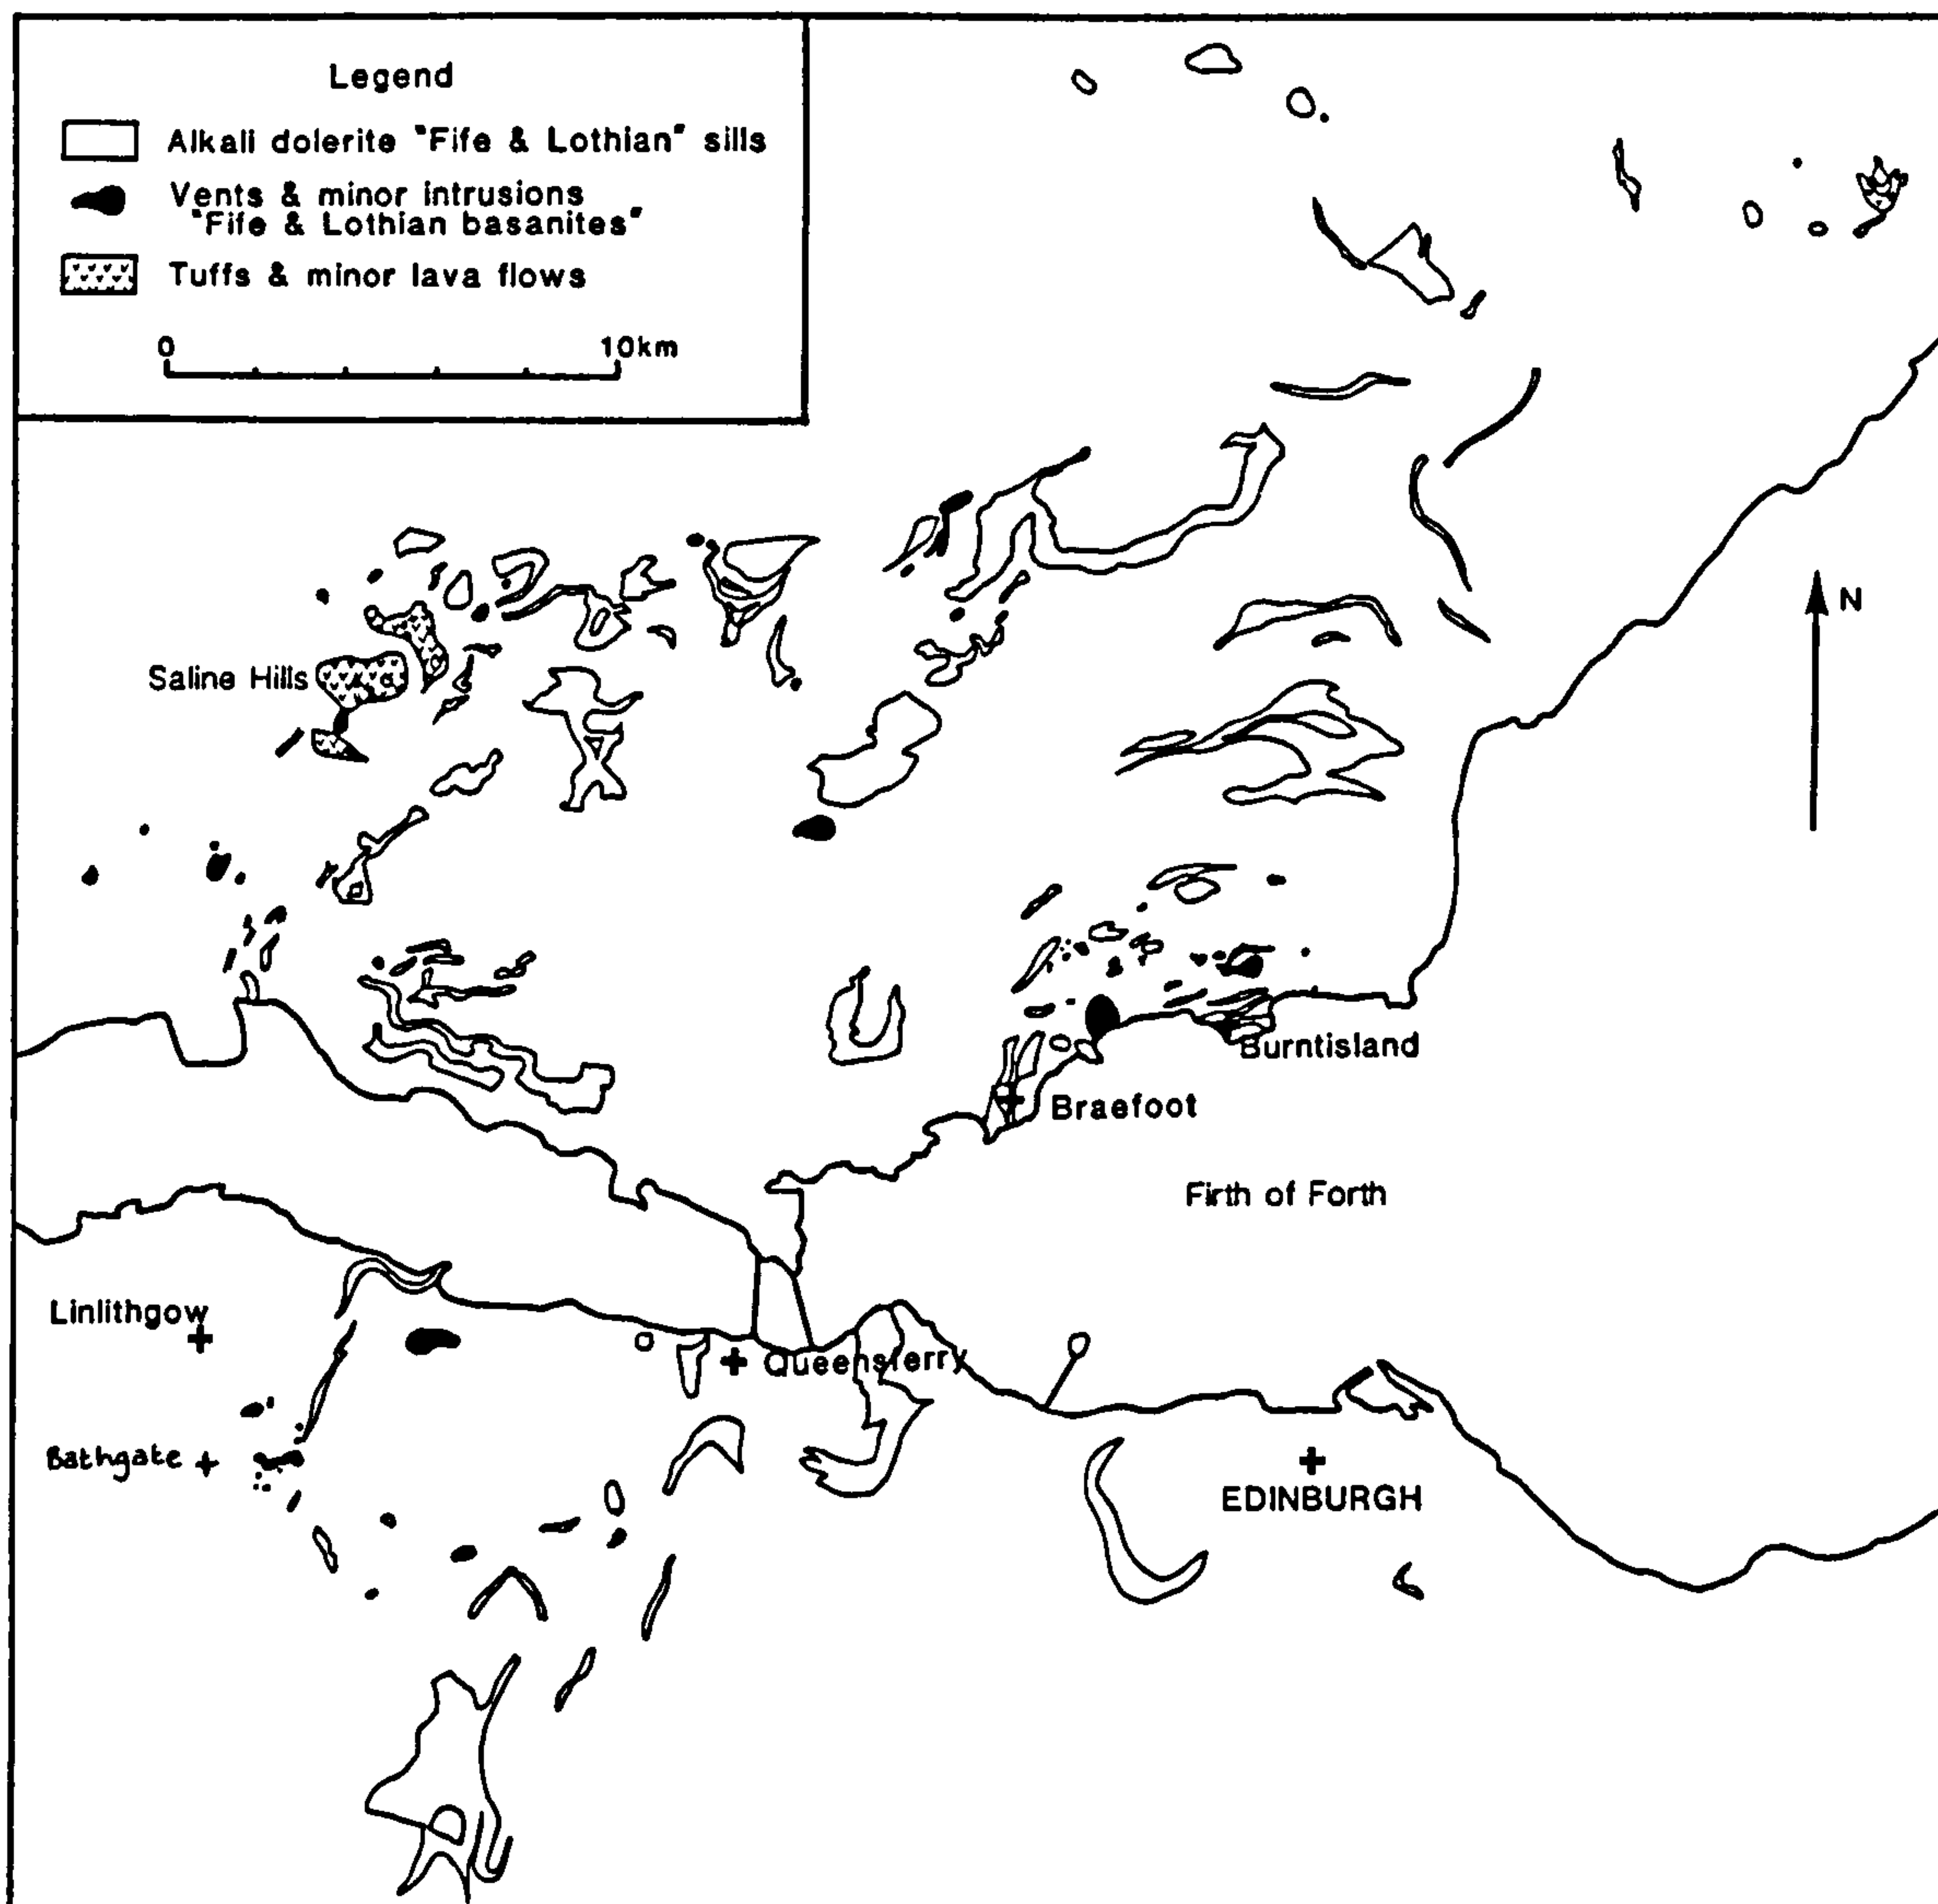 Legend
Alkali dolerite "Fife & Lothian" sills
Vents & minor intrusions
"Fife & Lothian basanites"
Tuffs & minor lava flows
0 10km
N
Saline Hills
Burntisland
Braefoot
Firth of Forth
Linlithgow
Queensferry
Bathgate
EDINBURGH